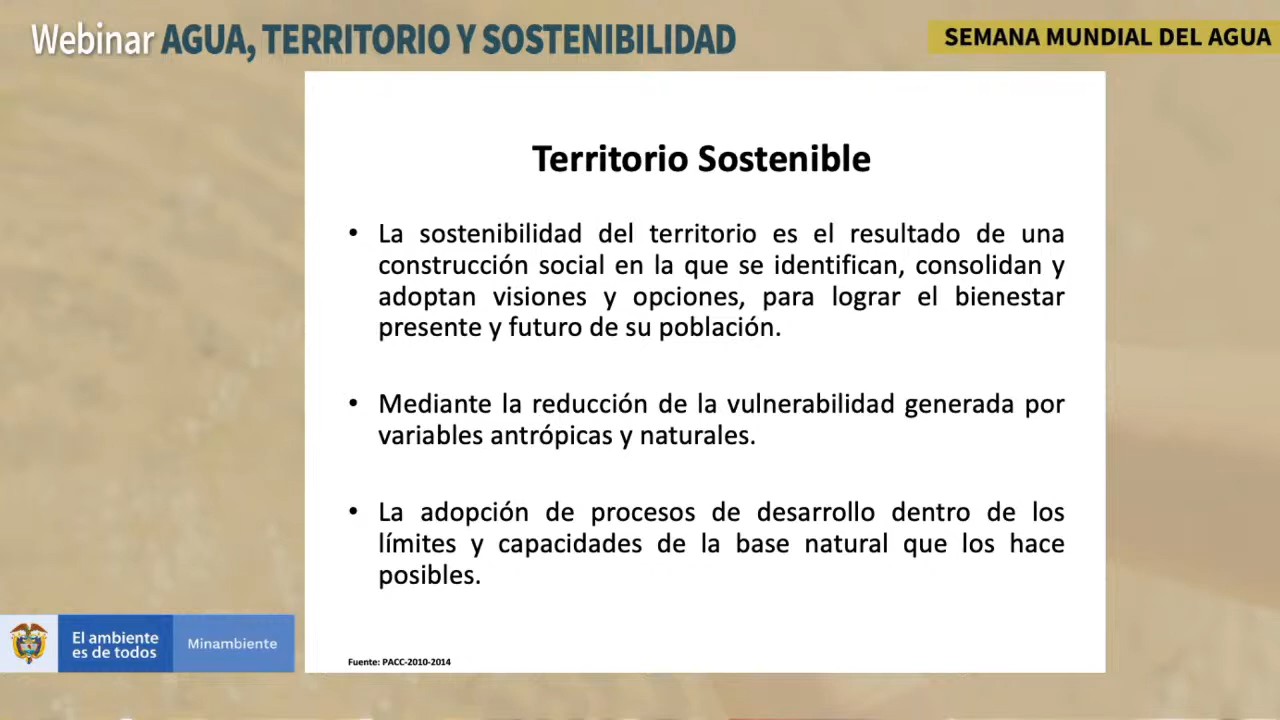 Webinar AGUA, TERRITORIO Y SOSTENIBILIDAD
SEMANA MUNDIAL DEL AGUA
Territorio Sostenible
• La sostenibilidad del territorio es el resultado de una
construcción social en la que se identifican, consolidan y
adoptan visiones y opciones, para lograr el bienestar
presente y futuro de su población.
• Mediante la reducción de la vulnerabilidad generada por
variables antrópicas y naturales.
• La adopción de procesos de desarrollo dentro de los
límites y capacidades de la base natural que los hace
posibles.
El ambiente
es de todos
Minambiente
Fuente: PACC-2010-2014